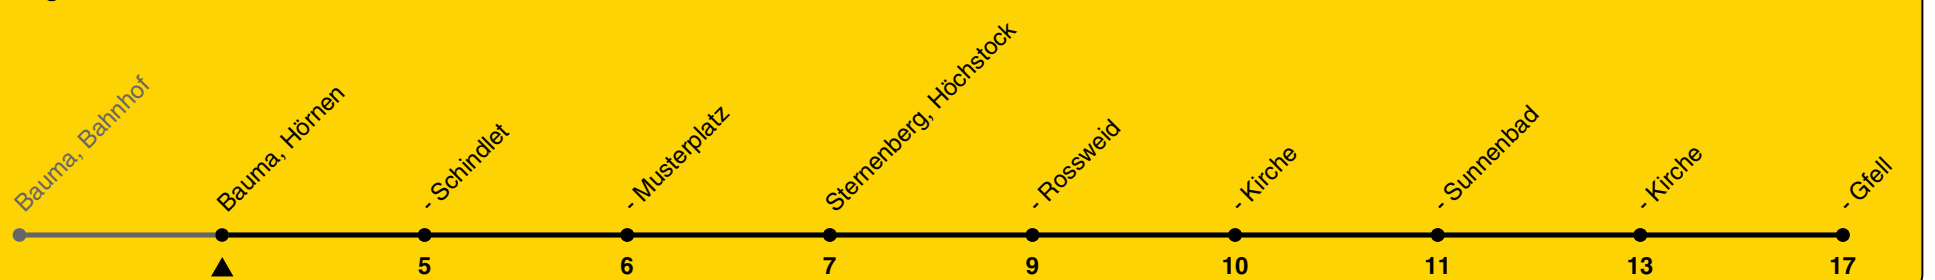 Bauma, Bahnhof
Bauma, Hörnen
- Schindlet
- Musterplatz
Sternenberg, Höchstock
- Rossweid
- Kirche
- Sunnenbad
- Kirche
- Gfell
5 6 7 9 10 11 13 17